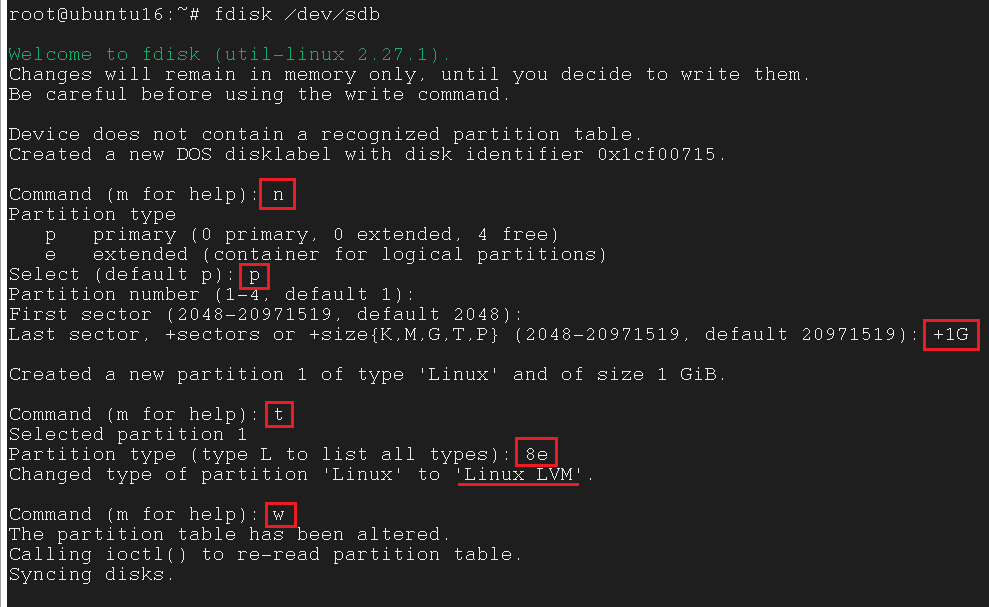 root@ubuntu16:~# fdisk /dev/sdb
Welcome to fdisk (util-linux 2.27.1).
Changes will remain in memory only, until you decide to write them.
Be careful before using the write command.
Device does not contain a recognized partition table.
Created a new DOS disklabel with disk identifier 0x1cf00715.
Command (m for help): n
Partition type
   p   primary (0 primary, 0 extended, 4 free)
   e   extended (container for logical partitions)
Select (default p): p
Partition number (1-4, default 1):
First sector (2048-20971519, default 2048):
Last sector, +sectors or +size{K,M,G,T,P} (2048-20971519, default 20971519): +1G
Created a new partition 1 of type 'Linux' and of size 1 GiB.
Command (m for help): t
Selected partition 1
Partition type (type L to list all types): 8e
Changed type of partition 'Linux' to 'Linux LVM'.
Command (m for help): w
The partition table has been altered.
Calling ioctl() to re-read partition table.
Syncing disks.